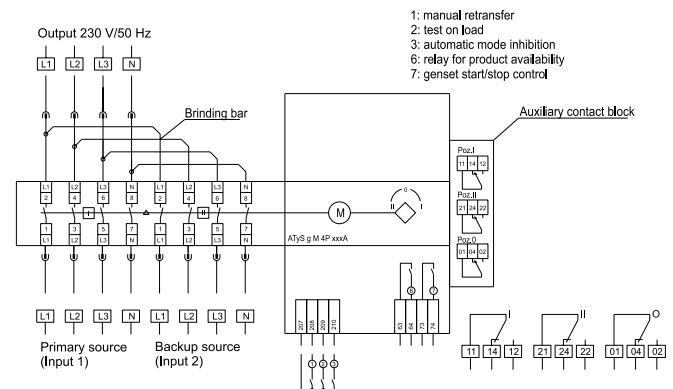 1: manual retransfer
2: test on load
3: automatic mode inhibition
6: relay for product availability
7: genset start/stop control
Output 230 V/50 Hz
L1 L2 L3 N
Brinding bar
Auxiliary contact block
Poz.I
11 14 12
Poz.II
21 24 22
Poz.0
01 04 02
L1 L2 L3 N L1 L2 L3 N
2 4 6 8 2 4 6 8
I II
M
0
II I
1 3 5 7 1 3 5 7
L1 L2 L3 N L1 L2 L3 N
ATyS g M 4P xxxA
6 7
207 208 209 210
63 64 73 74
1 2 3
L1 L2 L3 N L1 L2 L3 N
Primary source
(Input 1)
Backup source
(Input 2)
I II O
11 14 12 21 24 22 01 04 02